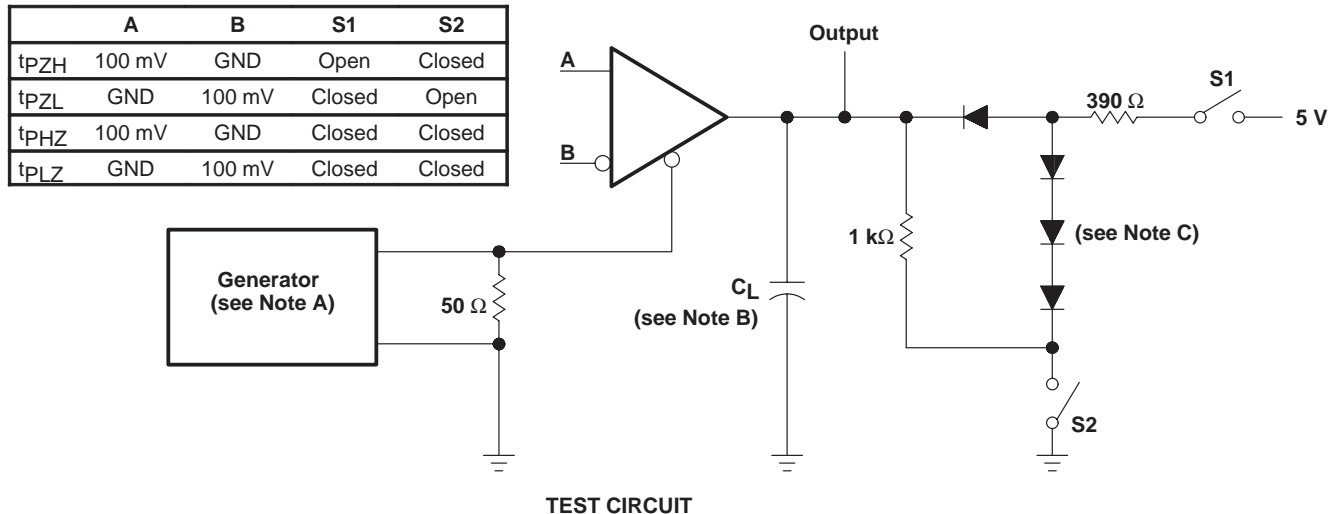 A B S1 S2
tPZH 100 mV GND Open Closed
tPZL GND 100 mV Closed Open
tPHZ 100 mV GND Closed Closed
tPLZ GND 100 mV Closed Closed
Output
A
B
S1
390 Ω
5 V
1 kΩ
(see Note C)
Generator
(see Note A)
50 Ω
CL
(see Note B)
S2
TEST CIRCUIT